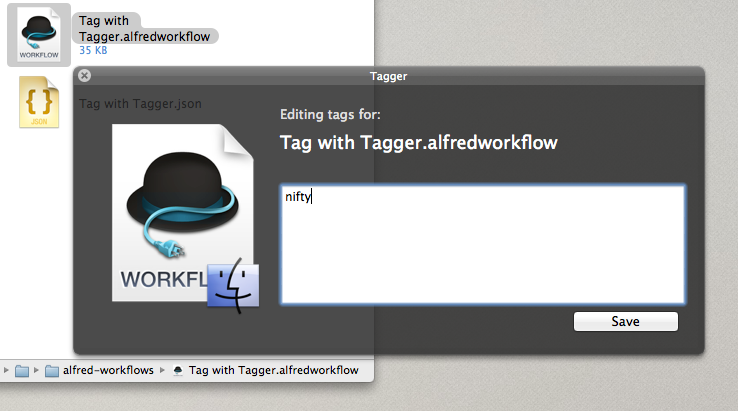 Tag with
Tagger.alfredworkflow
35 KB
WORKFLOW
{ }
JSON
Tagger
Tag with Tagger.json
Editing tags for:
Tag with Tagger.alfredworkflow
nifty
WORKFL
Save
alfred-workflows
Tag with Tagger.alfredworkflow